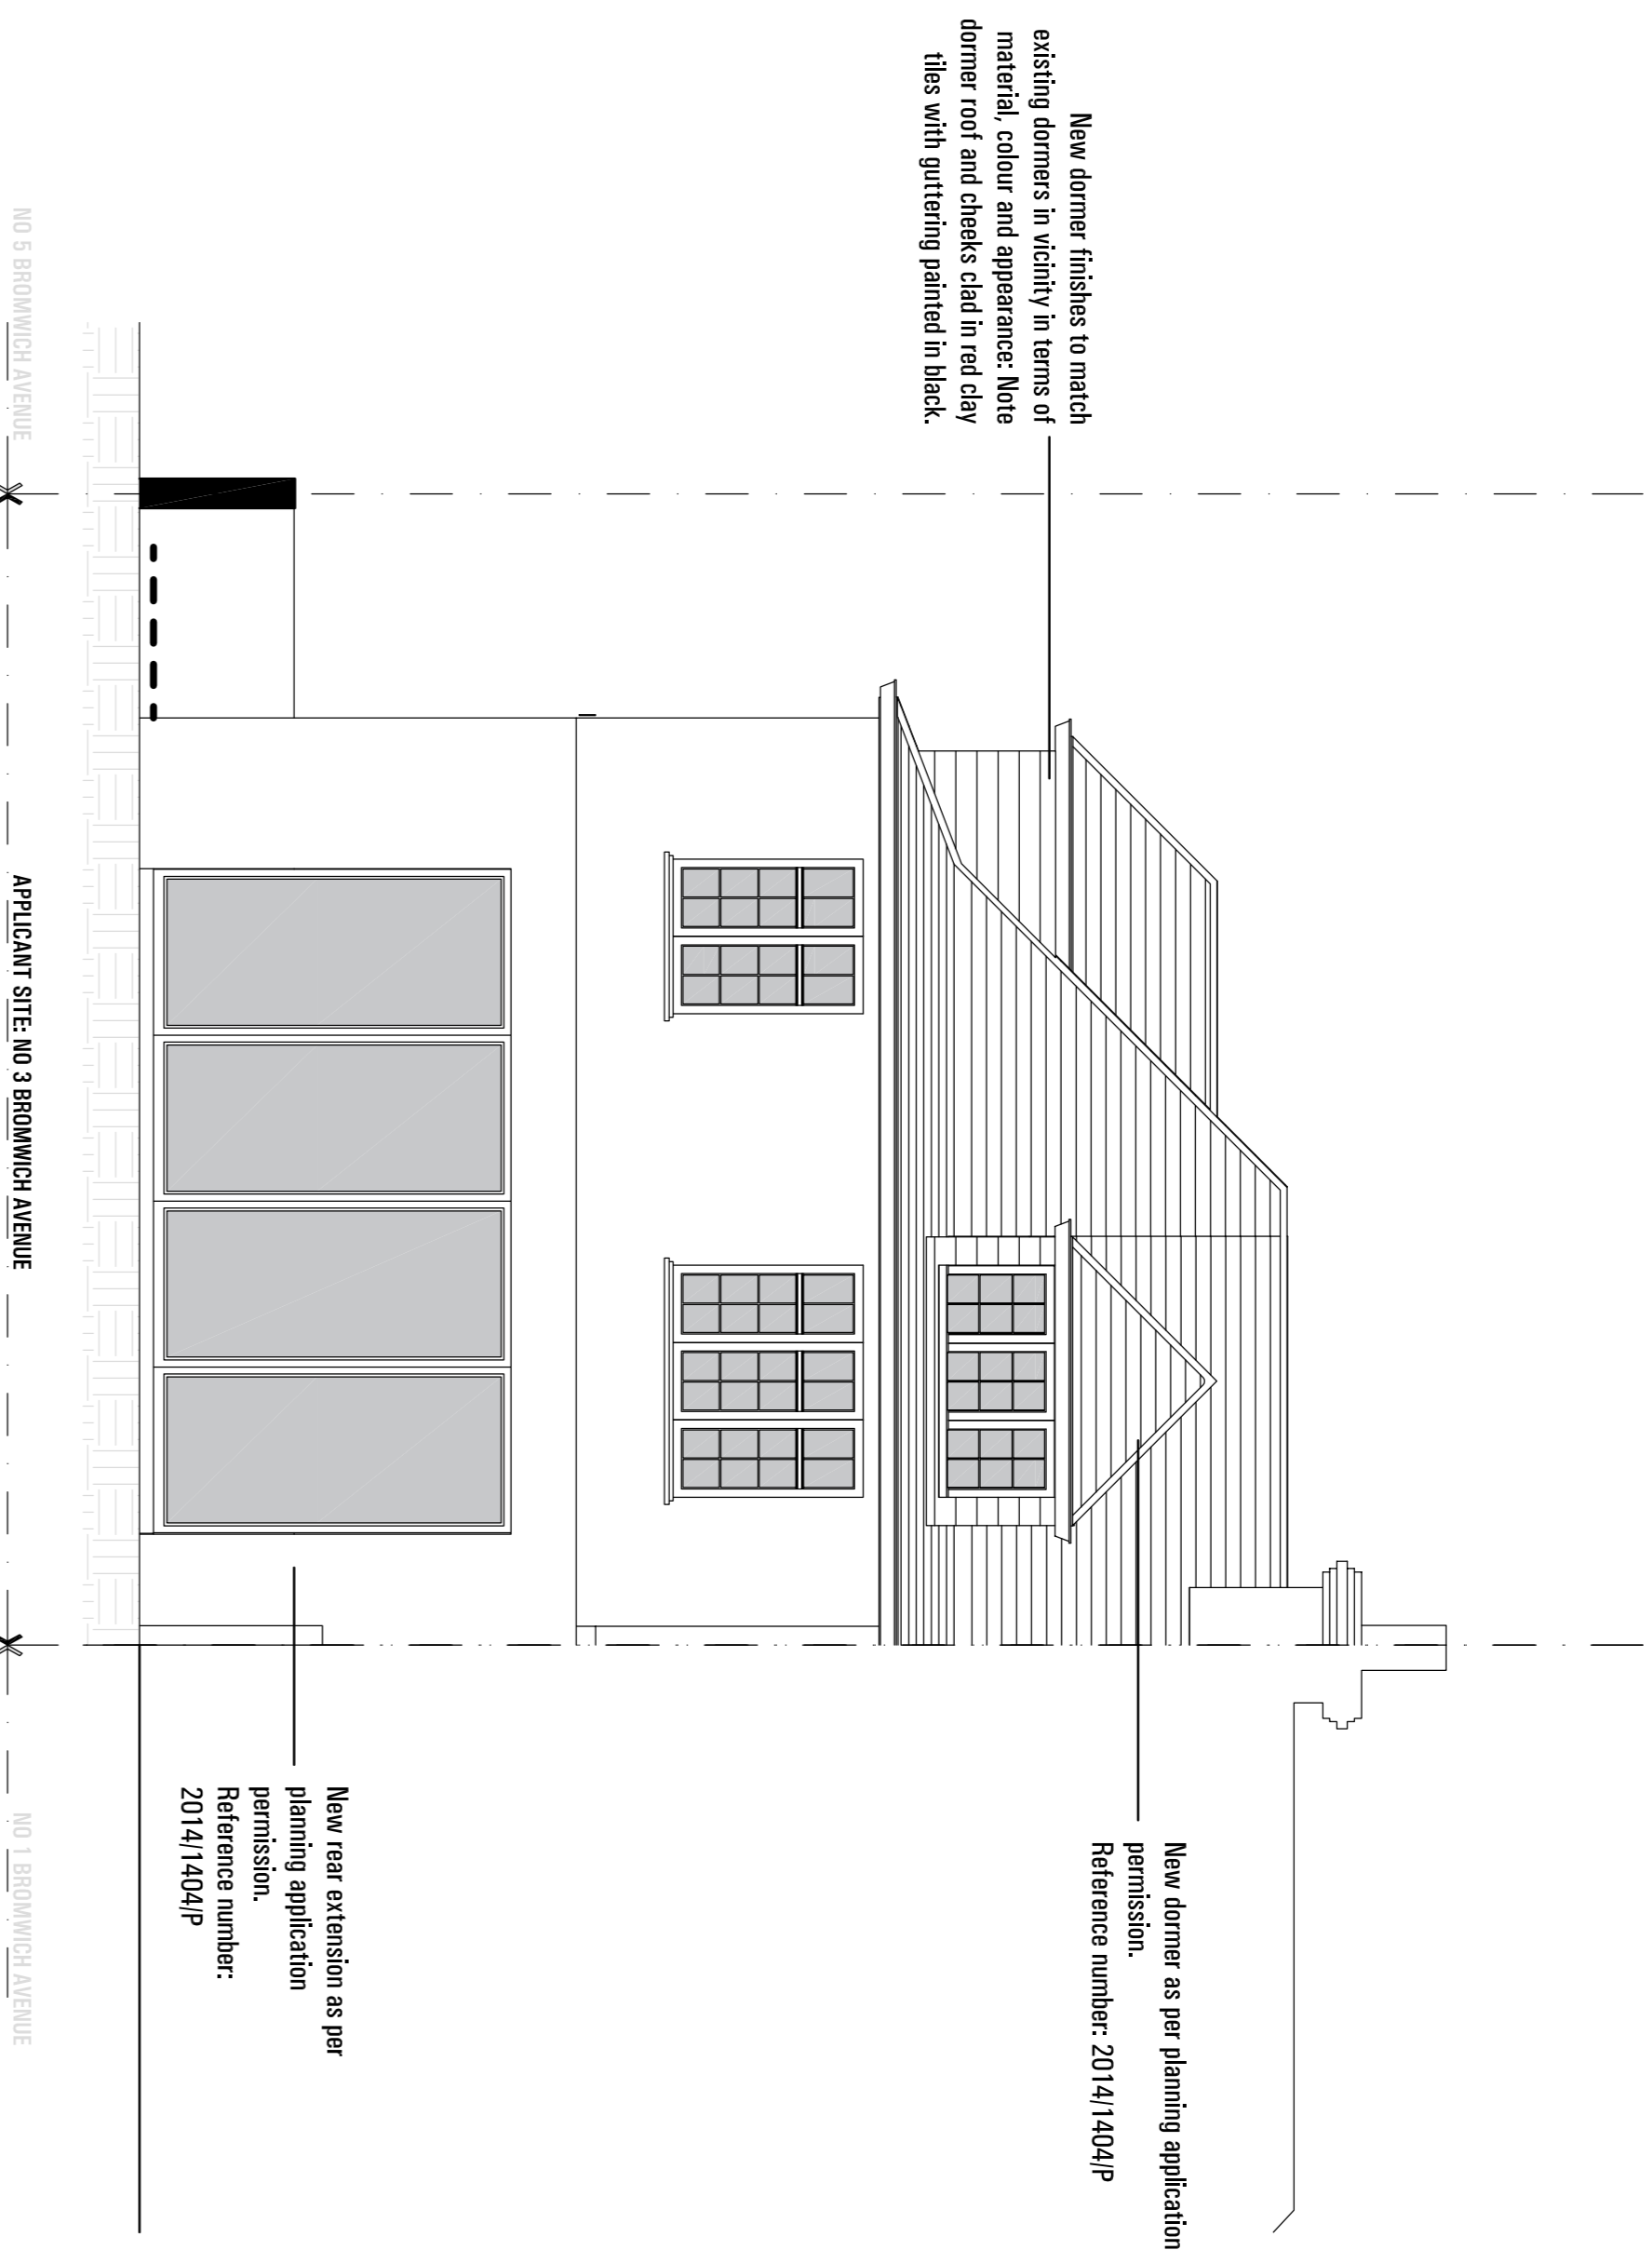 New dormer finishes to match
existing dormers in vicinity in terms of
material, colour and appearance: Note
dormer roof and cheeks clad in red clay
tiles with guttering painted in black.
New dormer as per planning application
permission.
Reference number: 2014/1404/P
New rear extension as per
planning application
permission.
Reference number:
2014/1404/P
NO 5 BROMWICH AVENUE
APPLICANT SITE: NO 3 BROMWICH AVENUE
NO 1 BROMWICH AVENUE